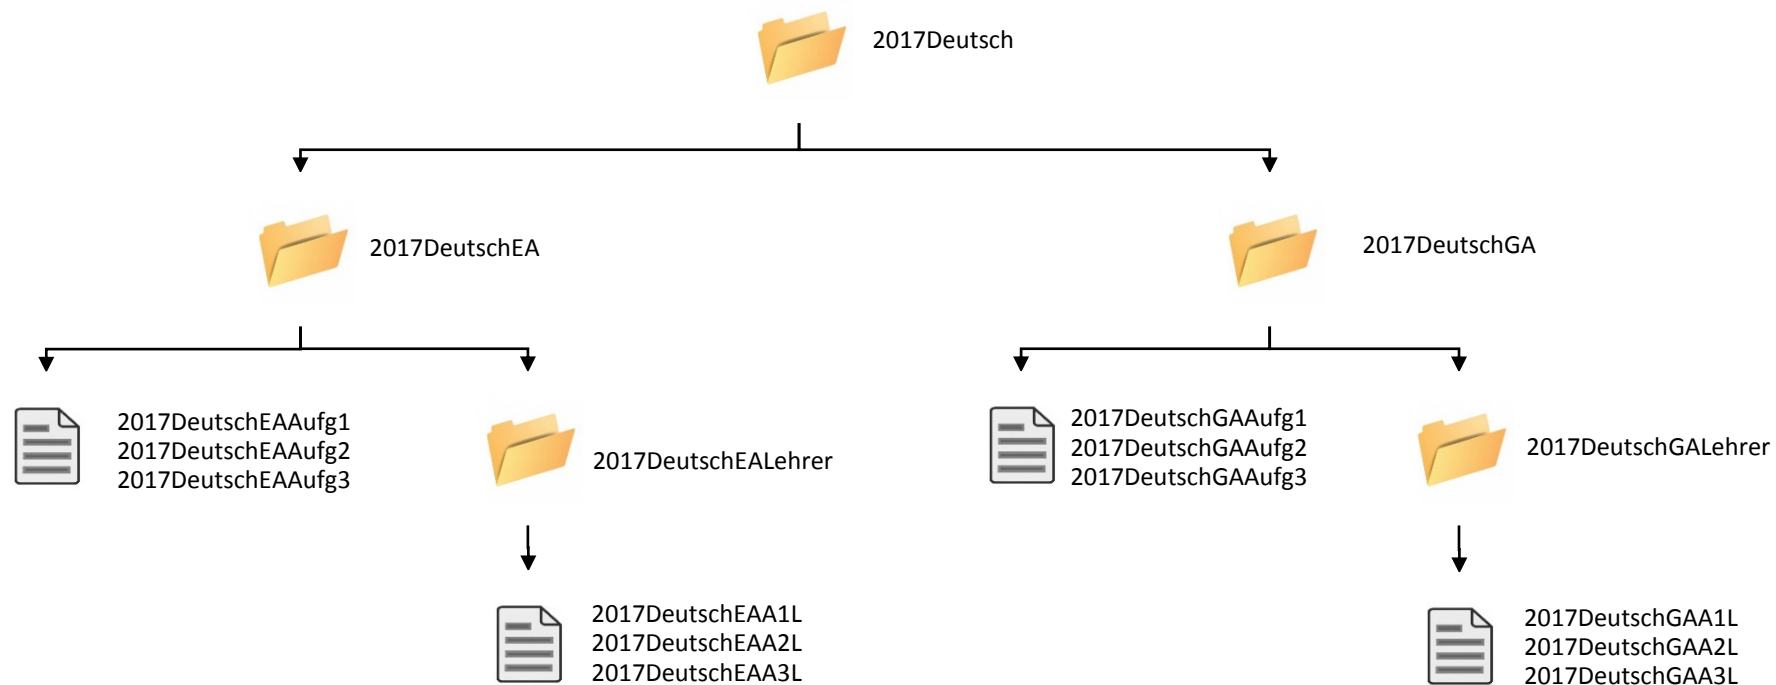 2017Deutsch
2017DeutschEA
2017DeutschGA
2017DeutschEAAufg1
2017DeutschEAAufg2
2017DeutschEAAufg3
2017DeutschEALehrer
2017DeutschGAAufg1
2017DeutschGAAufg2
2017DeutschGAAufg3
2017DeutschGALehrer
2017DeutschEAA1L
2017DeutschEAA2L
2017DeutschEAA3L
2017DeutschGAA1L
2017DeutschGAA2L
2017DeutschGAA3L